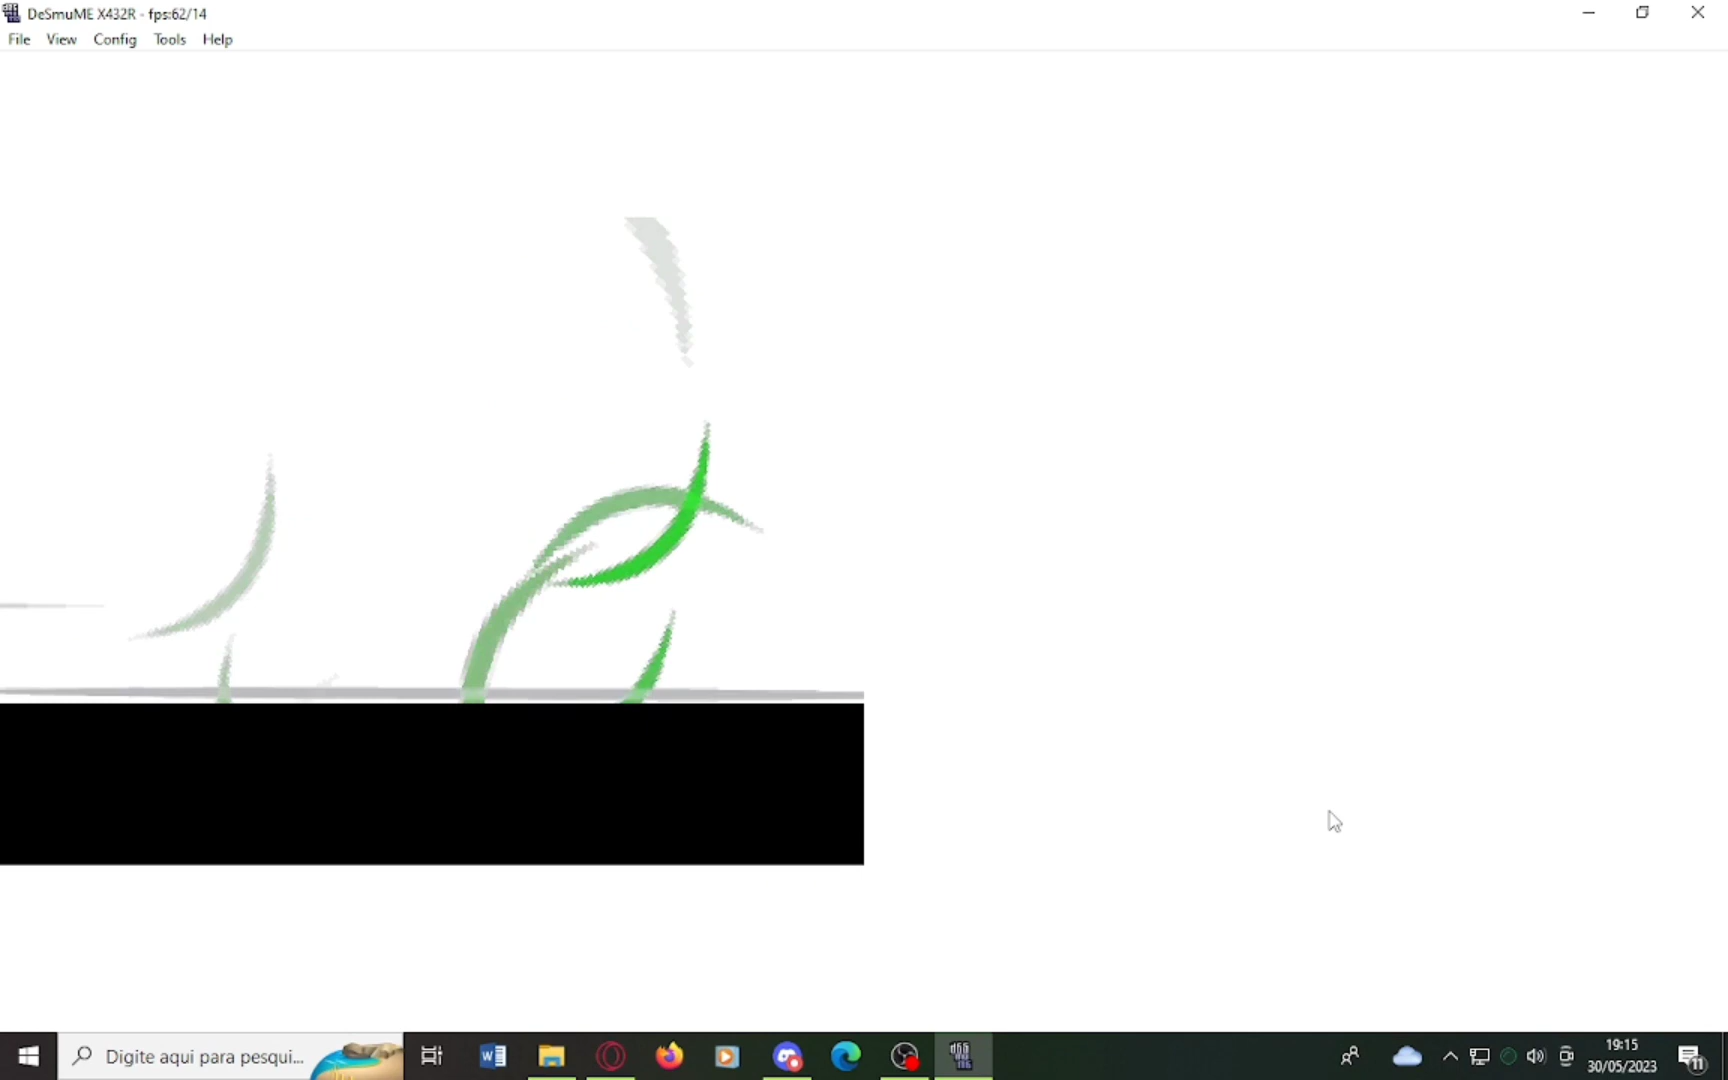 DeSmuME X432R - fps:62/14
File View Config Tools Help
Digite aqui para pesqui...
19:15
30/05/2023
11